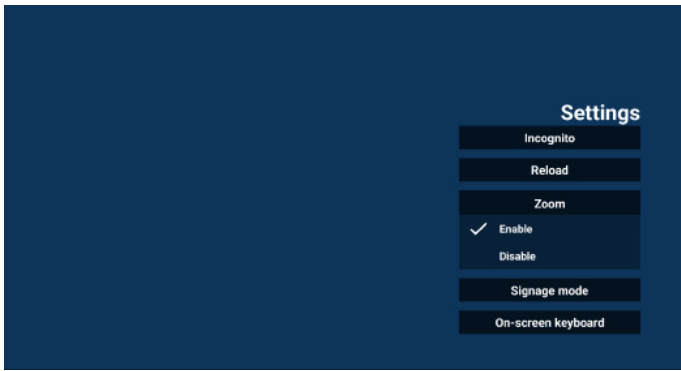 Settings
Incognito
Reload
Zoom
Enable
Disable
Signage mode
On-screen keyboard